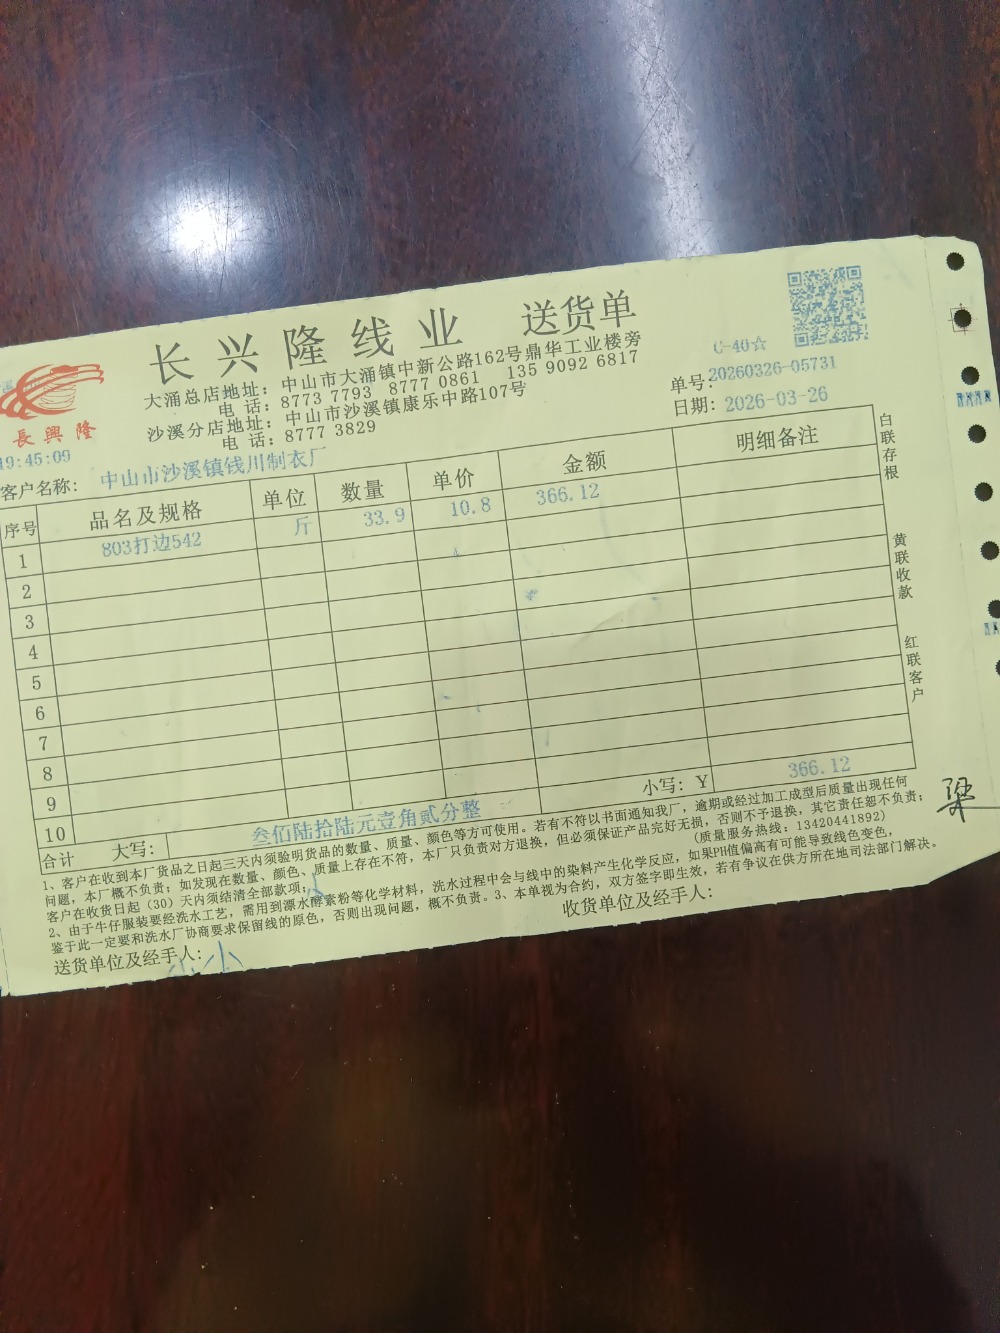 长兴隆线业 送货单
大涌总店地址：中山市大涌镇中新公路162号鼎华工业楼旁
电 话：8773 7793 8777 0861 135 9092 6817
沙溪分店地址：中山市沙溪镇康乐中路107号
电 话：8777 3829
長興隆
C-40☆
单号：20260326-05731
日期：2026-03-26
19:45:09
客户名称：中山市沙溪镇钱川制衣厂
序号 品名及规格 单位 数量 单价 金额 明细备注
1 803打边542 斤 33.9 10.8 366.12
2
3
4
5
6
7
8
9
10
小写：Y 366.12
合计 大写：叁佰陆拾陆元壹角贰分整
白联存根
黄联收款
红联客户
1、客户在收到本厂货品之日起三天内须验明货品的数量、质量、颜色等方可使用。若有不符以书面通知我厂，逾期或经过加工成型后质量出现任何
问题，本厂概不负责；如发现在数量、颜色、质量上存在不符，本厂只负责对方退换，但必须保证产品完好无损，否则不予退换，其它责任恕不负责；
客户在收货日起（30）天内须结清全部款项；
(质量服务热线：13420441892)
2、由于牛仔服装要经洗水工艺，需用到漂水酵素粉等化学材料，洗水过程中会与线中的染料产生化学反应，如果PH值偏高有可能导致线色变色，
鉴于此一定要和洗水厂协商要求保留线的原色，否则出现问题，概不负责。3、本单视为合约，双方签字即生效，若有争议在供方所在地司法部门解决。
送货单位及经手人：
收货单位及经手人：
梁